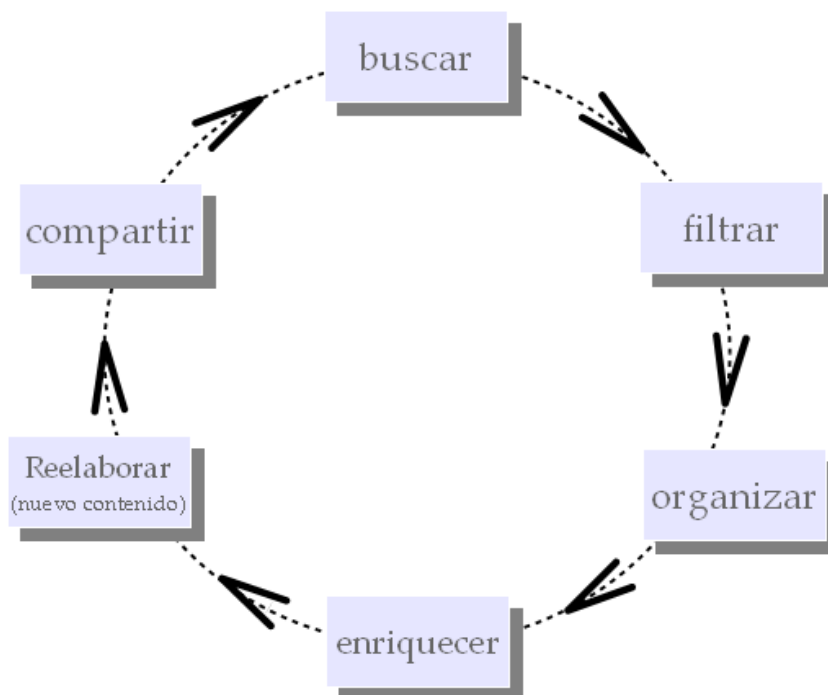 buscar
filtrar
organizar
enriquecer
Reelaborar
(nuevo contenido)
compartir